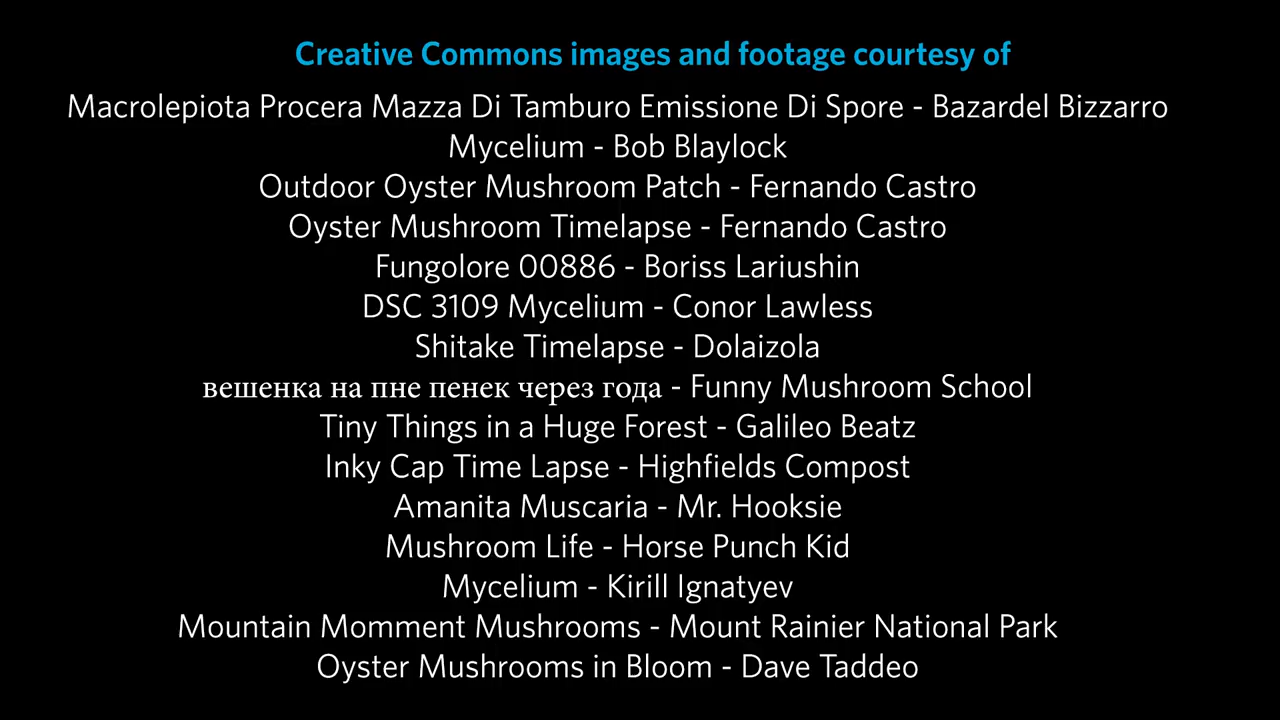 Creative Commons images and footage courtesy of
Macrolepiota Procera Mazza Di Tamburo Emissione Di Spore - Bazardel Bizzarro
Mycelium - Bob Blaylock
Outdoor Oyster Mushroom Patch - Fernando Castro
Oyster Mushroom Timelapse - Fernando Castro
Fungolore 00886 - Boriss Lariushin
DSC 3109 Mycelium - Conor Lawless
Shitake Timelapse - Dolaizola
вешенка на пне пенек через года - Funny Mushroom School
Tiny Things in a Huge Forest - Galileo Beatz
Inky Cap Time Lapse - Highfields Compost
Amanita Muscaria - Mr. Hooksie
Mushroom Life - Horse Punch Kid
Mycelium - Kirill Ignatyev
Mountain Momment Mushrooms - Mount Rainier National Park
Oyster Mushrooms in Bloom - Dave Taddeo